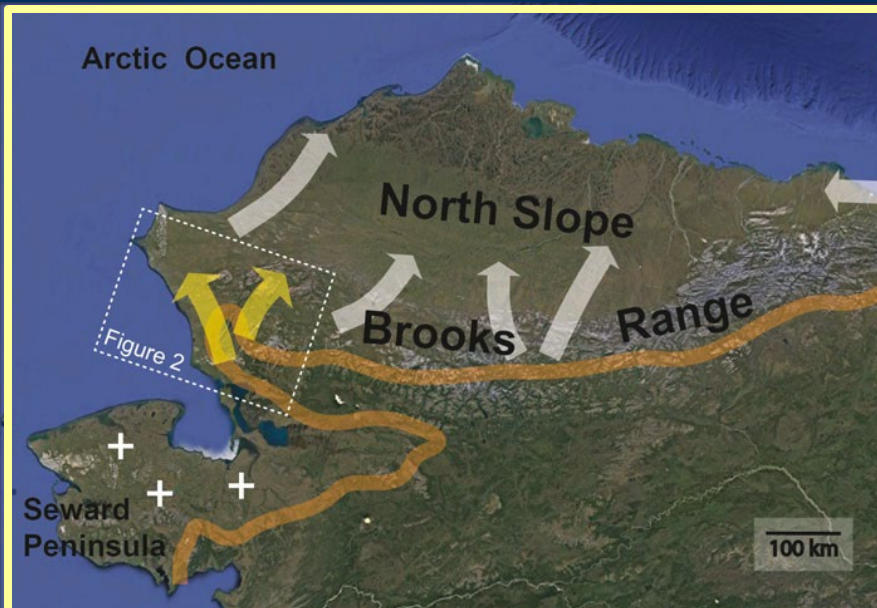 Arctic Ocean
North Slope
Brooks Range
Figure 2
Seward
Peninsula
100 km